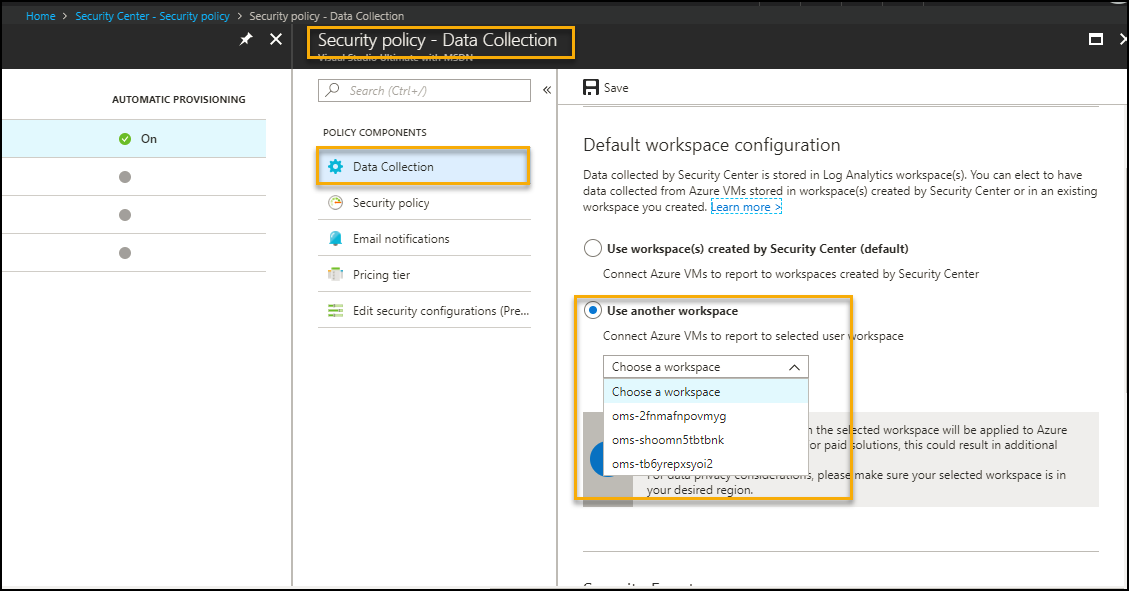 Home > Security Center - Security policy > Security policy - Data Collection
Security policy - Data Collection
Visual Studio Ultimate with MSDN
AUTOMATIC PROVISIONING
On
Search (Ctrl+/)
POLICY COMPONENTS
Data Collection
Security policy
Email notifications
Pricing tier
Edit security configurations (Pre...
Save
Default workspace configuration
Data collected by Security Center is stored in Log Analytics workspace(s). You can elect to have
data collected from Azure VMs stored in workspace(s) created by Security Center or in an existing
workspace you created. Learn more >
Use workspace(s) created by Security Center (default)
Connect Azure VMs to report to workspaces created by Security Center
Use another workspace
Connect Azure VMs to report to selected user workspace
Choose a workspace
Choose a workspace
oms-2fnmafnpovmyg
oms-shoomn5tbtbnk
oms-tb6yrepxsyoi2
the selected workspace will be applied to Azure
or paid solutions, this could result in additional
For data privacy considerations, please make sure your selected workspace is in
your desired region.